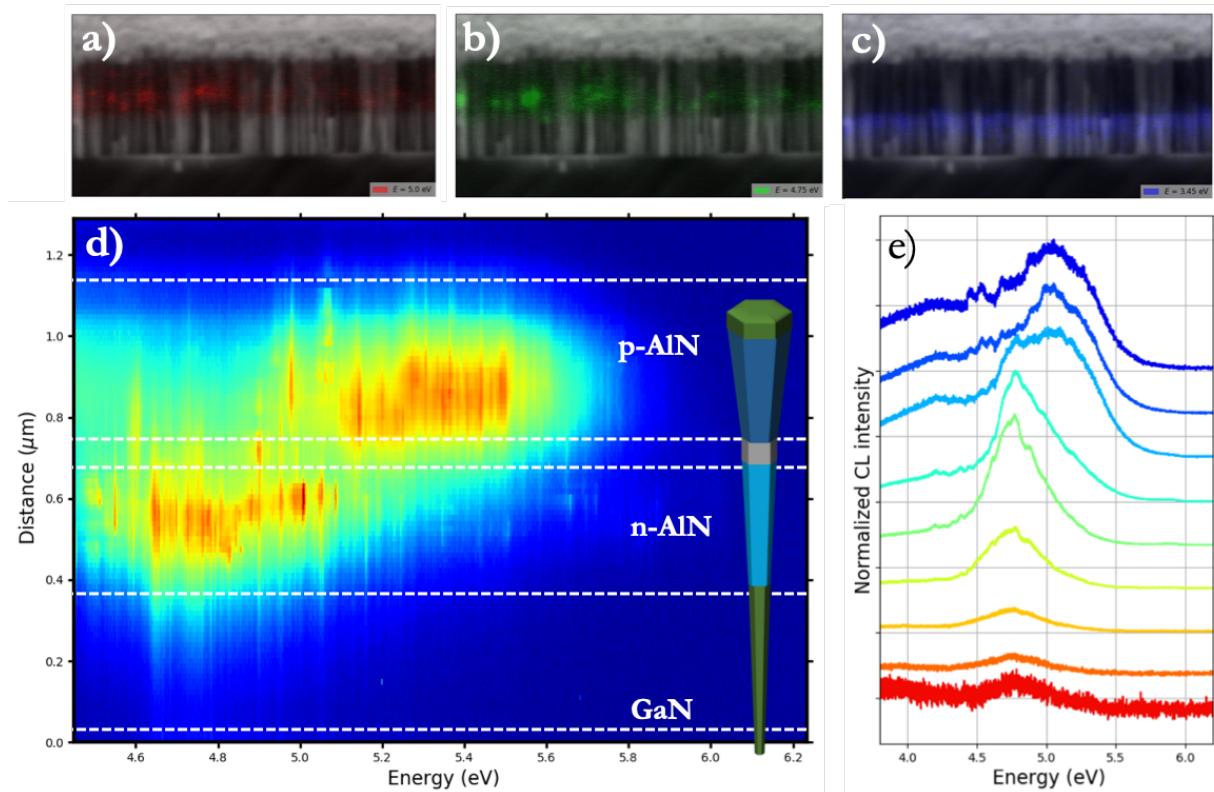 a)
b)
c)
E = 5.0 eV
E = 4.75 eV
E = 3.45 eV
d)
e)
1.2
1.0
0.8
0.6
0.4
0.2
0.0
Distance (μm)
p-AlN
n-AlN
GaN
4.6 4.8 5.0 5.2 5.4 5.6 5.8 6.0 6.2
Energy (eV)
Normalized CL intensity
4.0 4.5 5.0 5.5 6.0
Energy (eV)